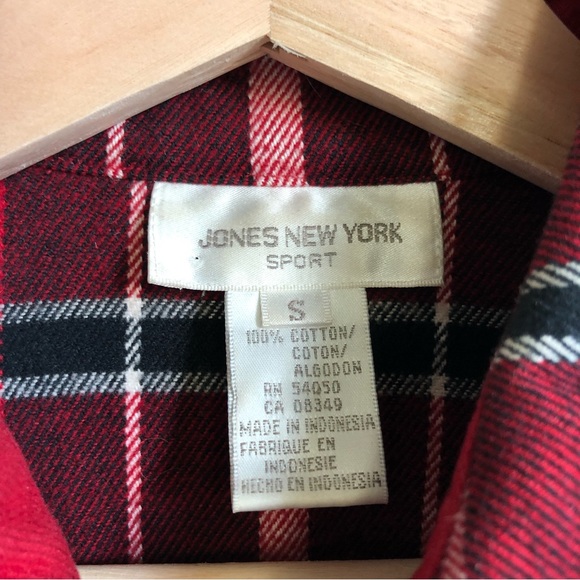 JONES NEW YORK
SPORT
S
100% COTTON/
COTON/
ALGODON
RN 54050
CA 08349
MADE IN INDONESIA
FABRIQUE EN
INDONESIE
HECHO EN INDONESIA